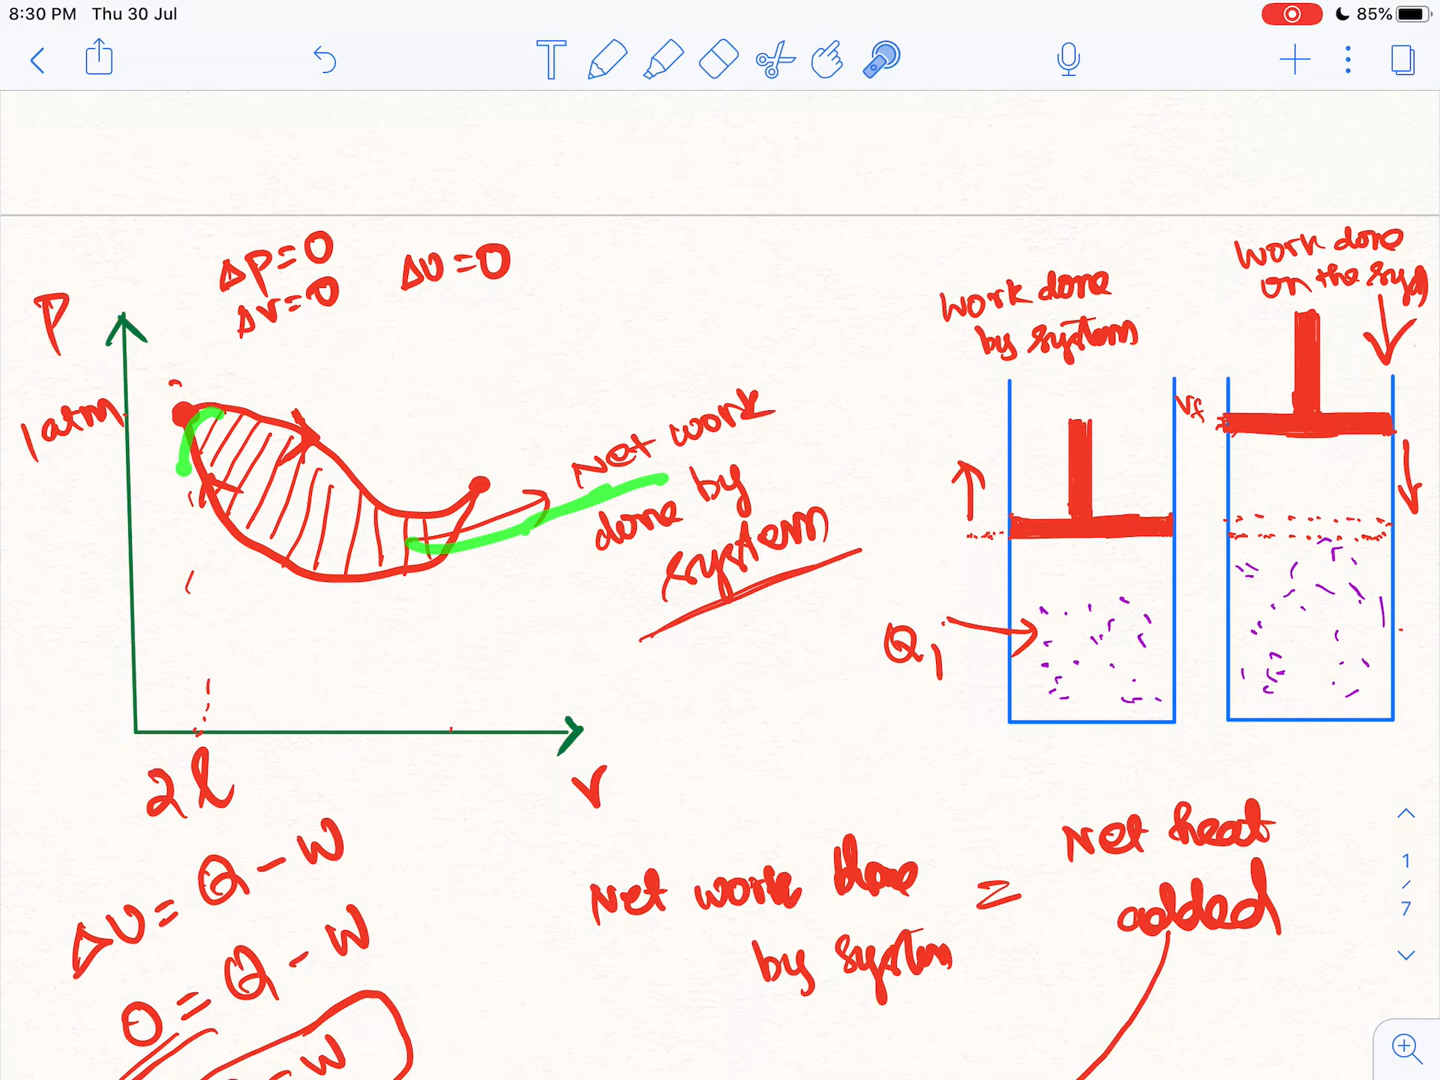 8:30 PM Thu 30 Jul
85%
T
ΔP=0
ΔV=0
ΔU=0
P
1 atm
Net work
done by
system
2l
V
work done
by system
work done
on the sys
Vf
Q1
ΔU = Q - W
0 = Q - W
W
Net work done
by system
=
Net heat
added
1
/
7